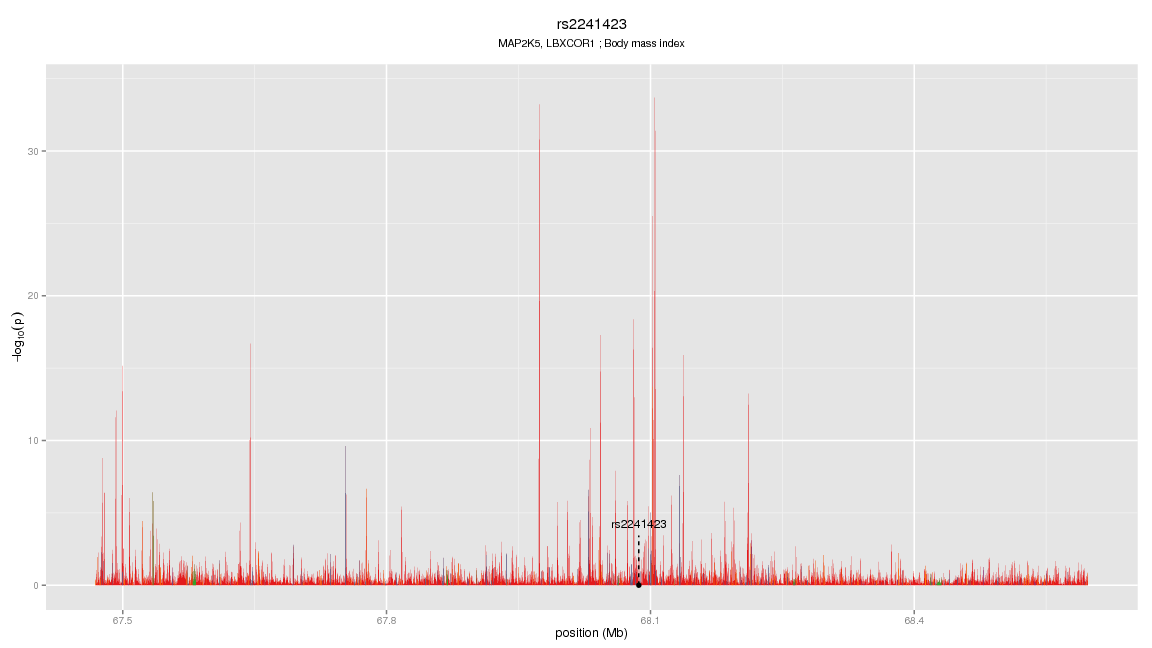 rs2241423
MAP2K5, LBXCOR1 ; Body mass index
30
20
10
0
−log10(p)
rs2241423
67.5 67.8 68.1 68.4
position (Mb)